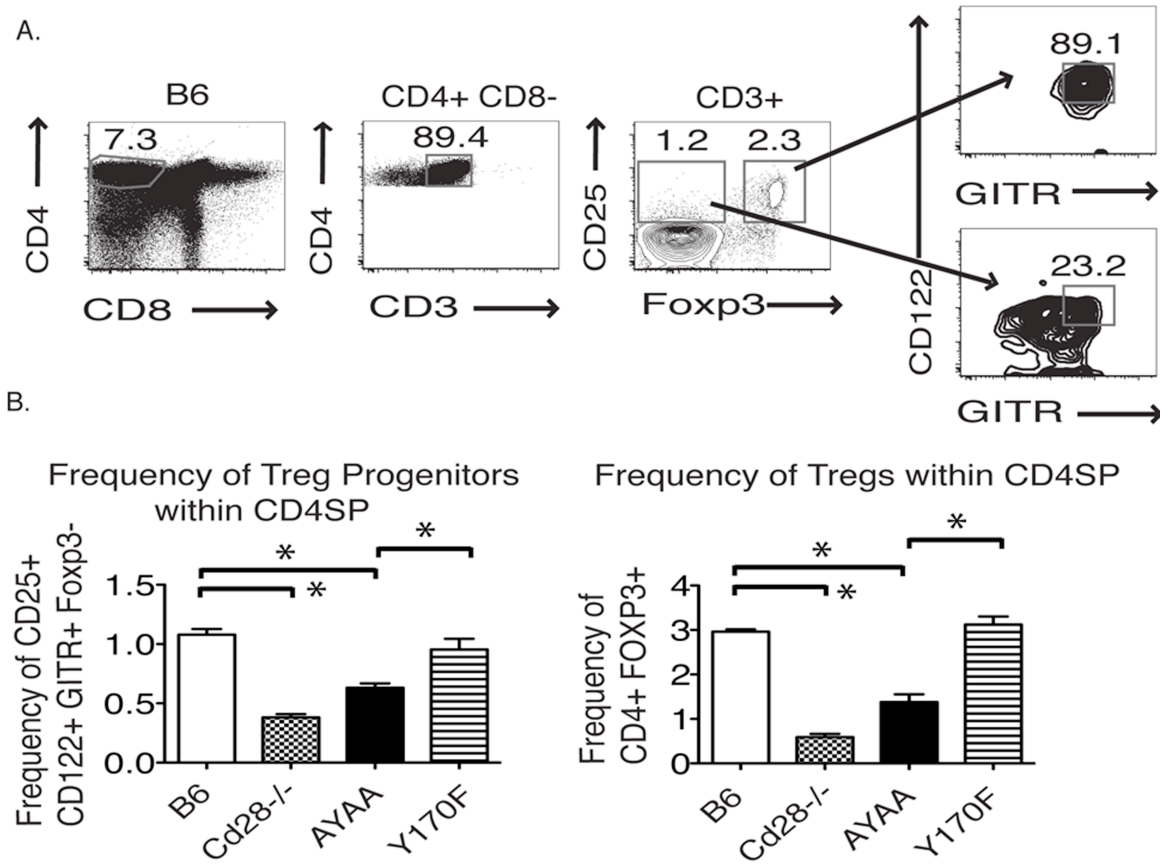 A.
B6
CD4+ CD8-
CD3+
7.3
89.4
1.2
2.3
89.1
23.2
CD4
CD8
CD4
CD3
CD25
Foxp3
CD122
GITR
GITR
B.
Frequency of Treg Progenitors
within CD4SP
Frequency of CD25+
CD122+ GITR+ Foxp3-
1.5
1.0
0.5
0.0
*
*
*
B6
Cd28-/-
AYAA
Y170F
Frequency of Tregs within CD4SP
Frequency of
CD4+ FOXP3+
4
3
2
1
0
*
*
*
B6
Cd28-/-
AYAA
Y170F